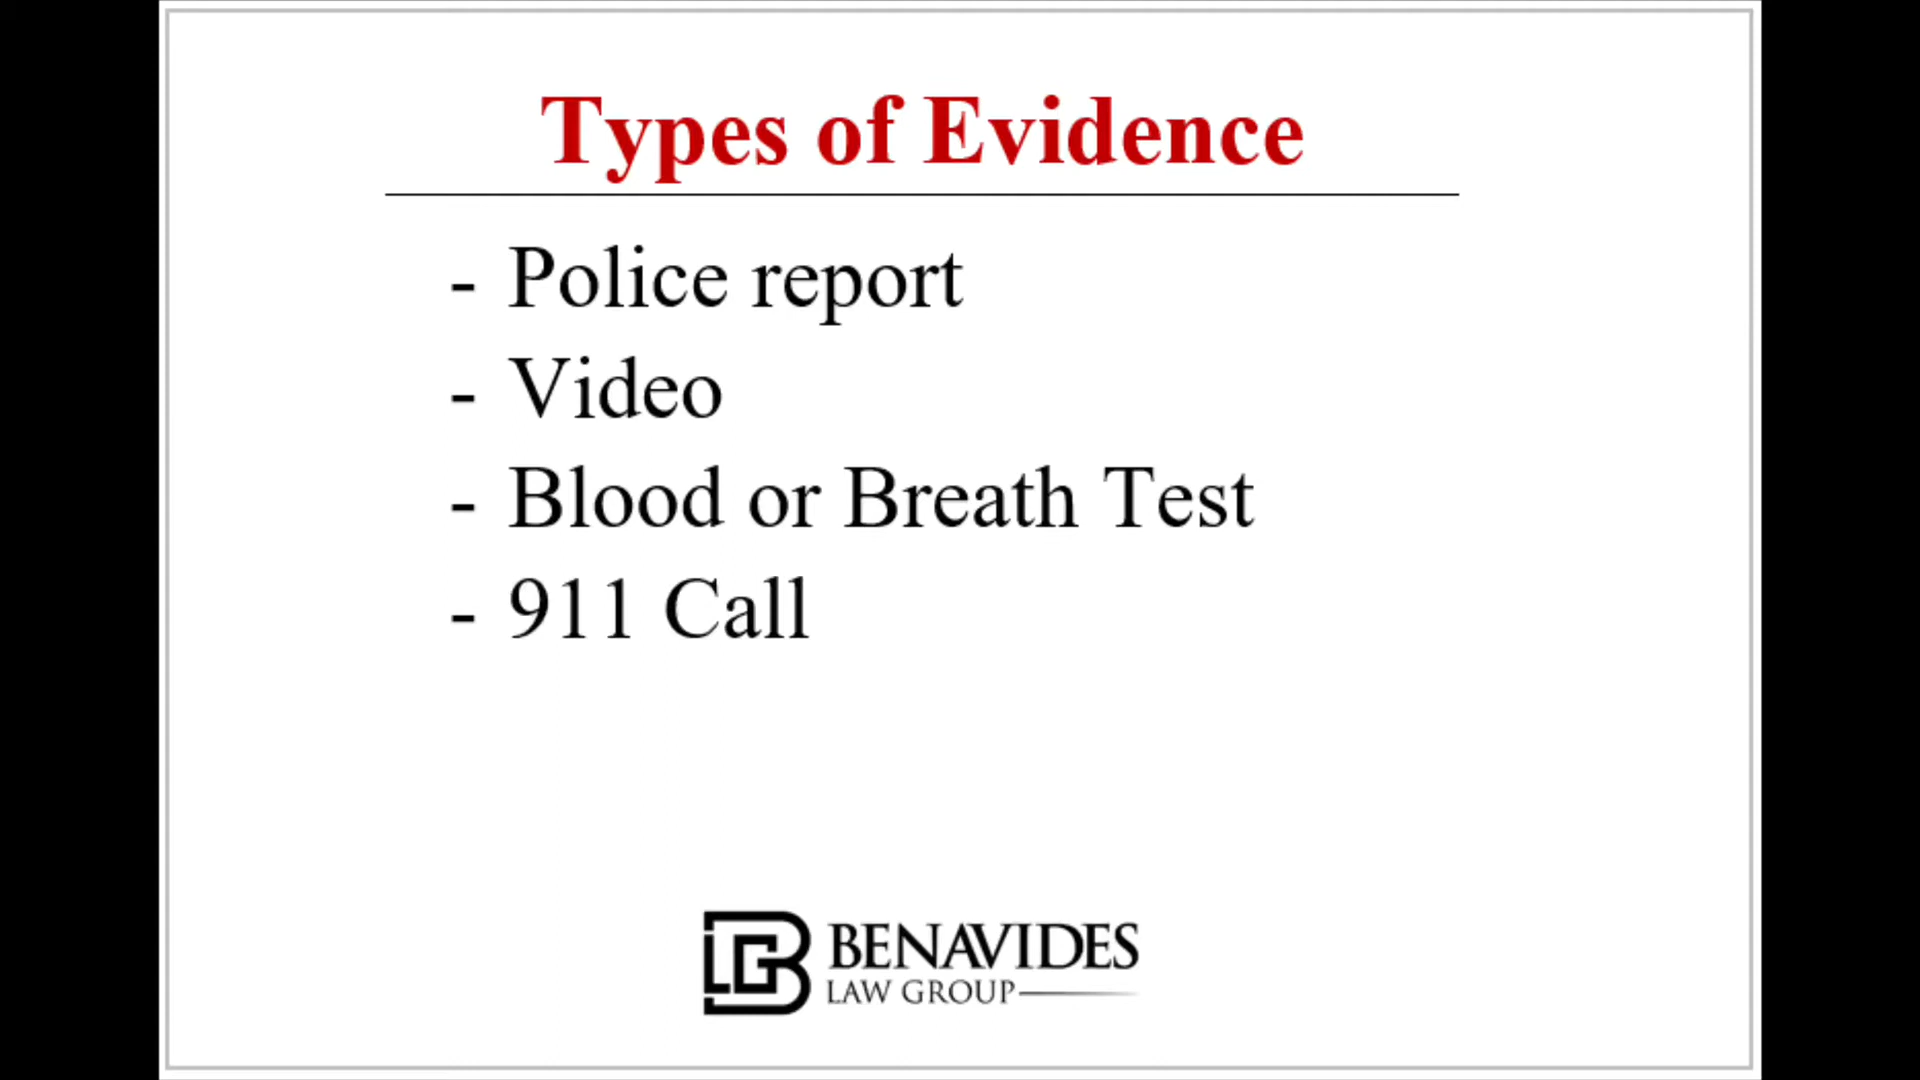 Types of Evidence
- Police report
- Video
- Blood or Breath Test
- 911 Call
BENAVIDES
LAW GROUP